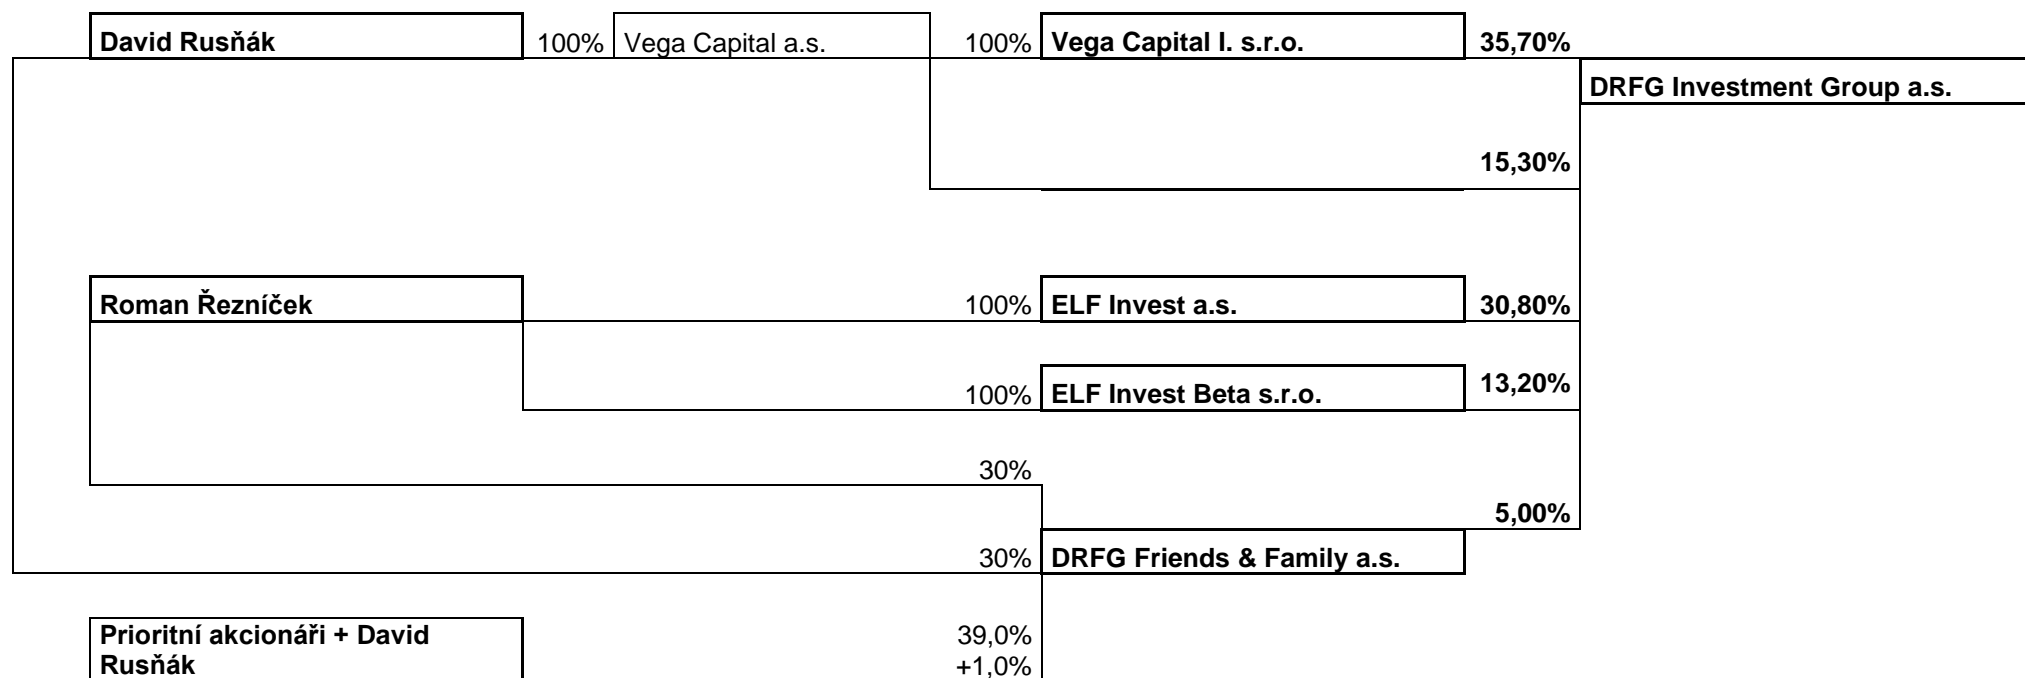 David Rusňák 100% Vega Capital a.s. 100% Vega Capital I. s.r.o. 35,70%
DRFG Investment Group a.s.
15,30%
Roman Řezníček 100% ELF Invest a.s. 30,80%
100% ELF Invest Beta s.r.o. 13,20%
30%
5,00%
30% DRFG Friends & Family a.s.
Prioritní akcionáři + David 39,0%
Rusňák +1,0%